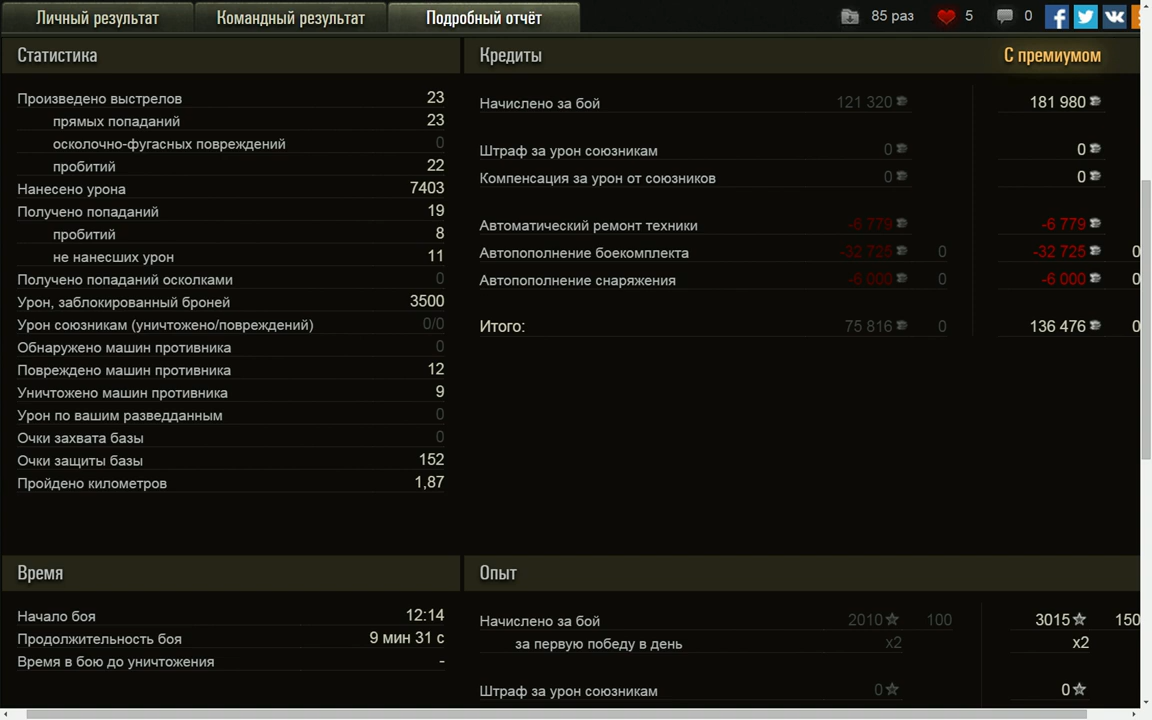 Личный результат Командный результат Подробный отчёт 85 раз 5 0
Статистика
Произведено выстрелов 23
прямых попаданий 23
осколочно-фугасных повреждений 0
пробитий 22
Нанесено урона 7403
Получено попаданий 19
пробитий 8
не нанесших урон 11
Получено попаданий осколками 0
Урон, заблокированный броней 3500
Урон союзникам (уничтожено/повреждений) 0/0
Обнаружено машин противника 0
Повреждено машин противника 12
Уничтожено машин противника 9
Урон по вашим разведданным 0
Очки захвата базы 0
Очки защиты базы 152
Пройдено километров 1,87
Кредиты С премиумом
Начислено за бой 121 320 181 980
Штраф за урон союзникам 0 0
Компенсация за урон от союзников 0 0
Автоматический ремонт техники -6 779 -6 779
Автопополнение боекомплекта -32 725 0 -32 725 0
Автопополнение снаряжения -6 000 0 -6 000 0
Итого: 75 816 0 136 476 0
Время
Начало боя 12:14
Продолжительность боя 9 мин 31 с
Время в бою до уничтожения -
Опыт
Начислено за бой 2010 100 3015 150
за первую победу в день x2 x2
Штраф за урон союзникам 0 0